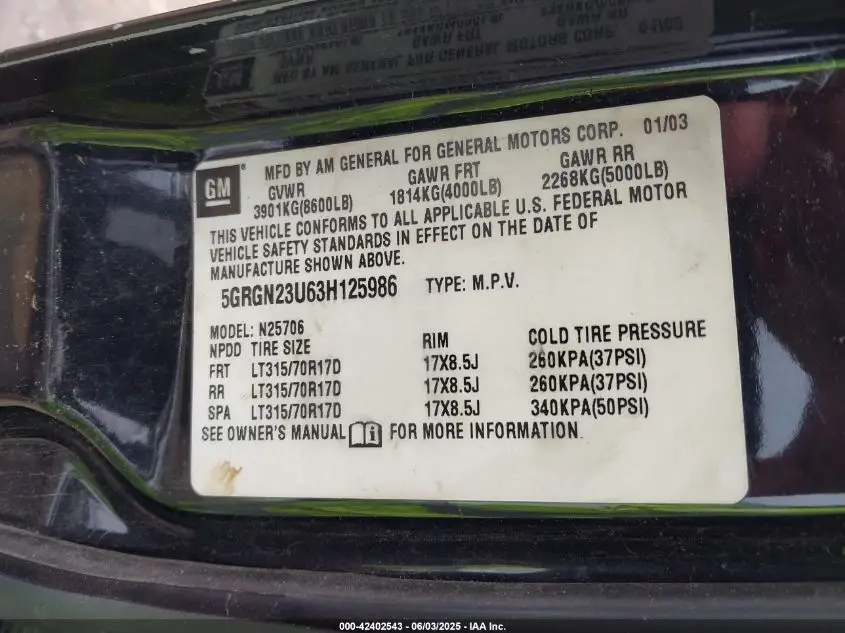 GM
MFD BY AM GENERAL FOR GENERAL MOTORS CORP. 01/03
GVWR GAWR FRT GAWR RR
3901KG(8600LB) 1814KG(4000LB) 2268KG(5000LB)
THIS VEHICLE CONFORMS TO ALL APPLICABLE U.S. FEDERAL MOTOR
VEHICLE SAFETY STANDARDS IN EFFECT ON THE DATE OF
MANUFACTURE SHOWN ABOVE.
5GRGN23U63H125986 TYPE: M.P.V.
MODEL: N25706
NPDD TIRE SIZE RIM COLD TIRE PRESSURE
FRT LT315/70R17D 17X8.5J 260KPA(37PSI)
RR LT315/70R17D 17X8.5J 260KPA(37PSI)
SPA LT315/70R17D 17X8.5J 340KPA(50PSI)
SEE OWNER'S MANUAL i FOR MORE INFORMATION.
000-42402543 - 06/03/2025 - IAA Inc.